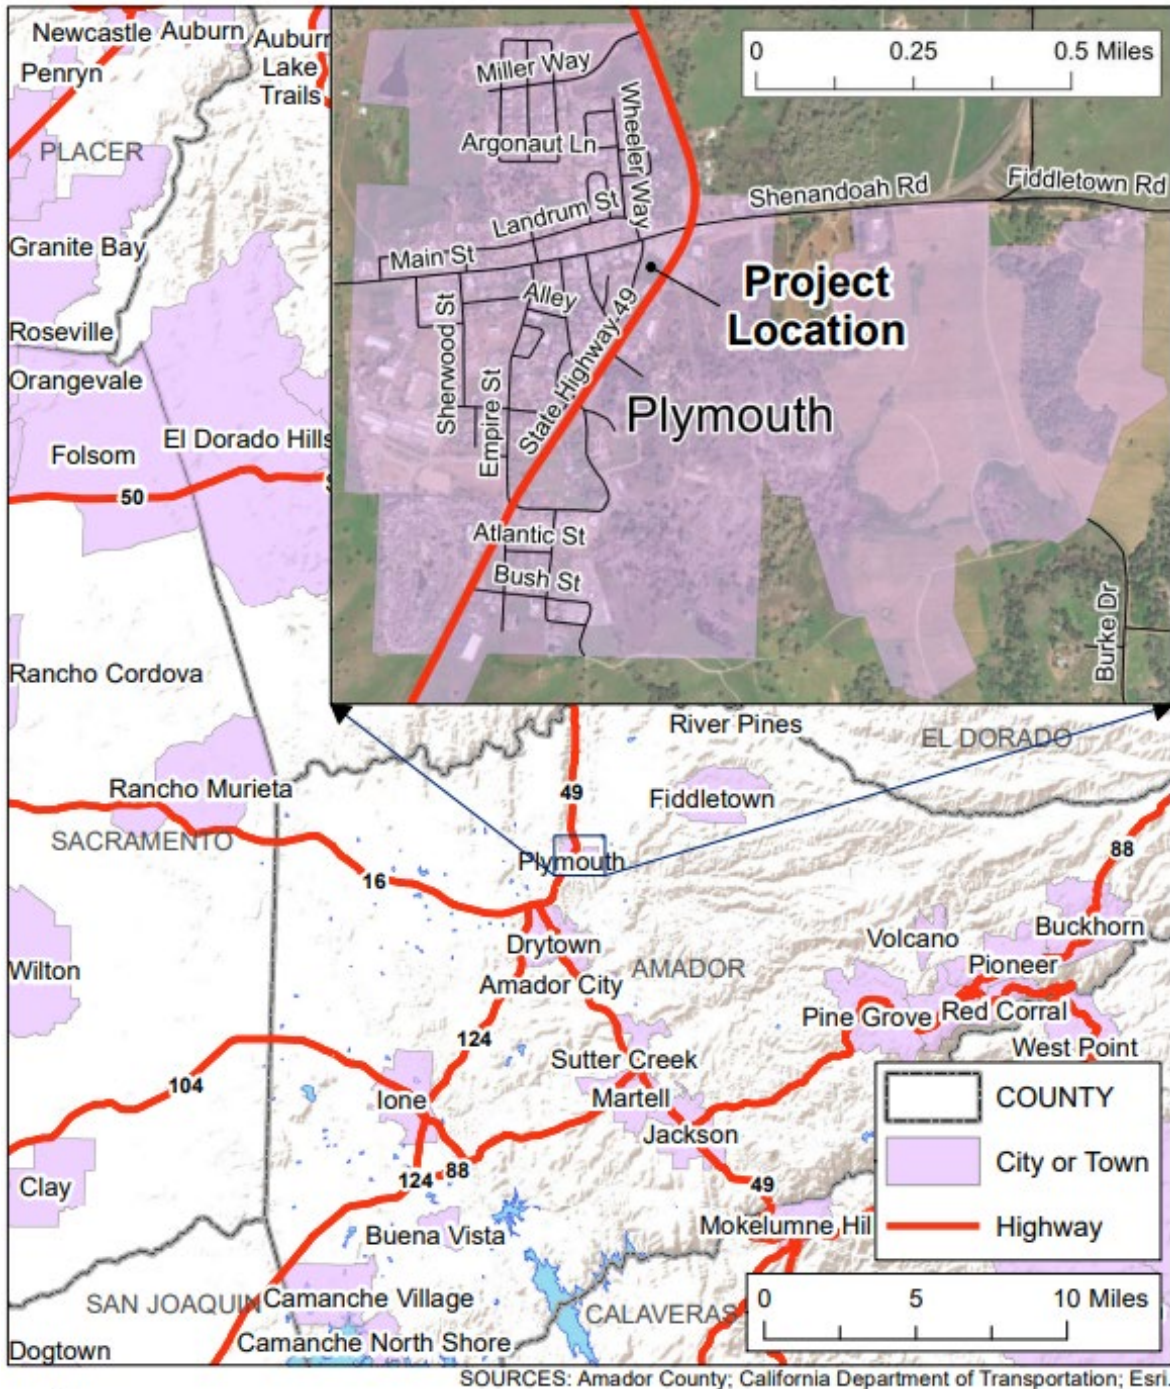 Newcastle
Auburn
Auburn
Lake
Trails
Penryn
PLACER
Granite Bay
Roseville
Orangevale
Folsom
El Dorado Hills
50
Rancho Cordova
0 0.25 0.5 Miles
Miller Way
Wheeler Way
Argonaut Ln
Landrum St
Shenandoah Rd
Fiddletown Rd
Main St
Alley
Project
Location
Sherwood St
Empire St
State Highway 49
Plymouth
Atlantic St
Bush St
Burke Dr
River Pines
EL DORADO
Rancho Murieta
49
Fiddletown
SACRAMENTO
Plymouth
88
16
Buckhorn
Volcano
Drytown
Pioneer
Wilton
AMADOR
Amador City
Pine Grove
Red Corral
124
West Point
Sutter Creek
104
Ione
Martell
Jackson
88
124
Clay
49
Buena Vista
Mokelumne Hil
SAN JOAQUIN
Camanche Village
CALAVERAS
Camanche North Shore
Dogtown
COUNTY
City or Town
Highway
0 5 10 Miles
SOURCES: Amador County; California Department of Transportation; Esri